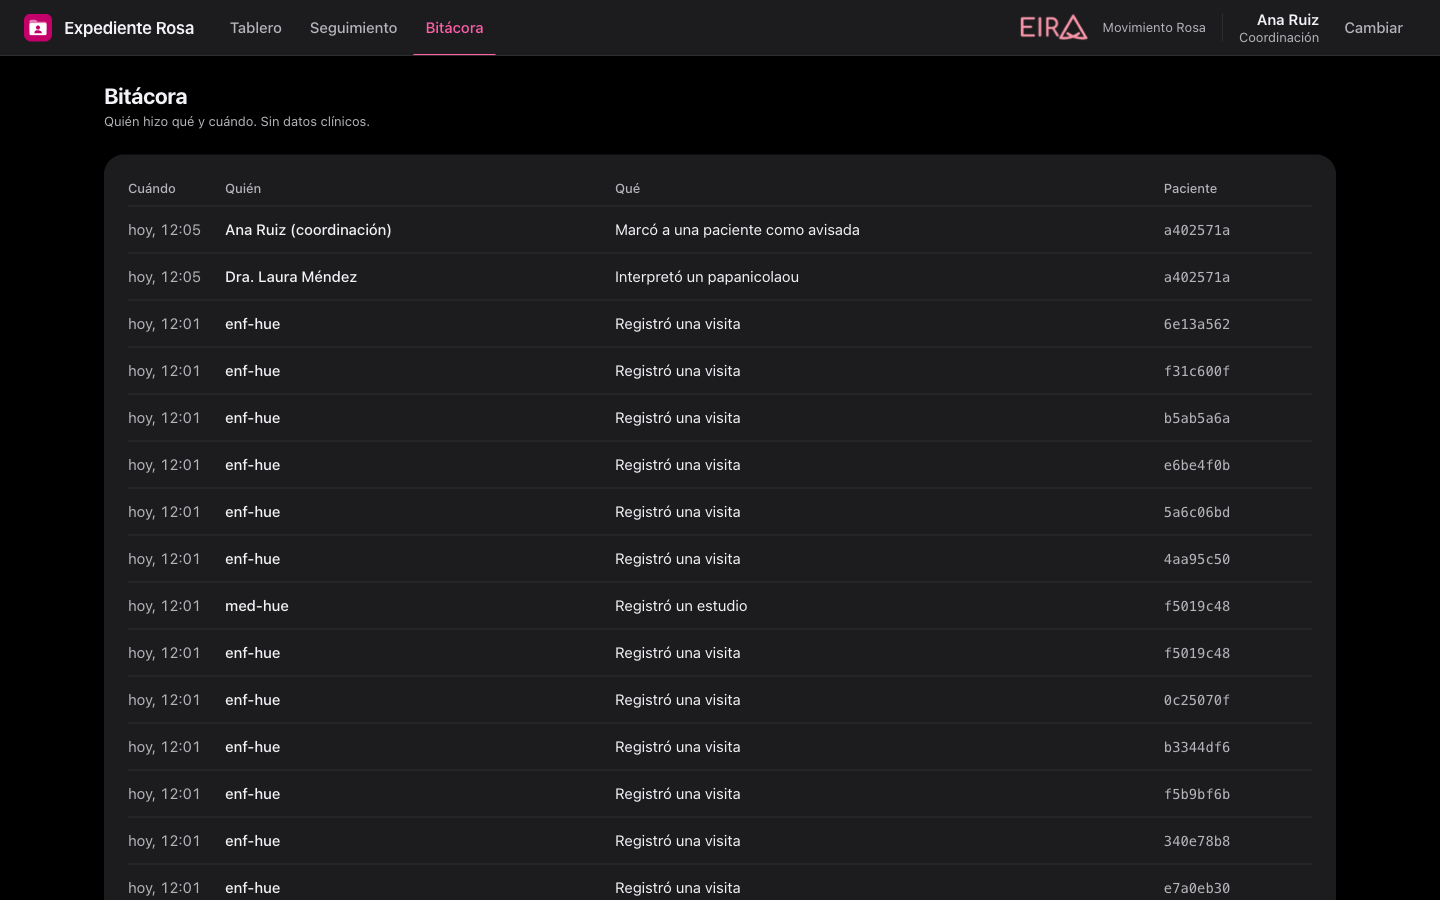 Expediente Rosa Tablero Seguimiento Bitácora EIRA Movimiento Rosa Ana Ruiz Coordinación Cambiar
Bitácora
Quién hizo qué y cuándo. Sin datos clínicos.
Cuándo Quién Qué Paciente
hoy, 12:05 Ana Ruiz (coordinación) Marcó a una paciente como avisada a402571a
hoy, 12:05 Dra. Laura Méndez Interpretó un papanicolaou a402571a
hoy, 12:01 enf-hue Registró una visita 6e13a562
hoy, 12:01 enf-hue Registró una visita f31c600f
hoy, 12:01 enf-hue Registró una visita b5ab5a6a
hoy, 12:01 enf-hue Registró una visita e6be4f0b
hoy, 12:01 enf-hue Registró una visita 5a6c06bd
hoy, 12:01 enf-hue Registró una visita 4aa95c50
hoy, 12:01 med-hue Registró un estudio f5019c48
hoy, 12:01 enf-hue Registró una visita f5019c48
hoy, 12:01 enf-hue Registró una visita 0c25070f
hoy, 12:01 enf-hue Registró una visita b3344df6
hoy, 12:01 enf-hue Registró una visita f5b9bf6b
hoy, 12:01 enf-hue Registró una visita 340e78b8
hoy, 12:01 enf-hue Registró una visita e7a0eb30